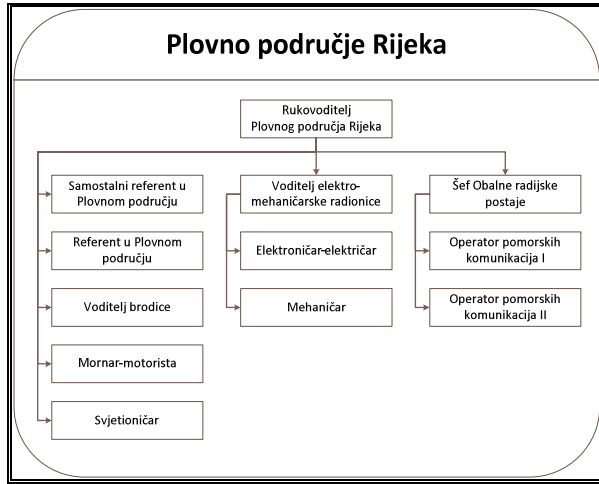 Plovno područje Rijeka
Rukovoditelj
Plovnog područja Rijeka
Samostalni referent u
Plovnom području
Referent u Plovnom
području
Voditelj brodice
Mornar-motorista
Svjetioničar
Voditelj elektro-
mehaničarske radionice
Elektroničar-električar
Mehaničar
Šef Obalne radijske
postaje
Operator pomorskih
komunikacija I
Operator pomorskih
komunikacija II